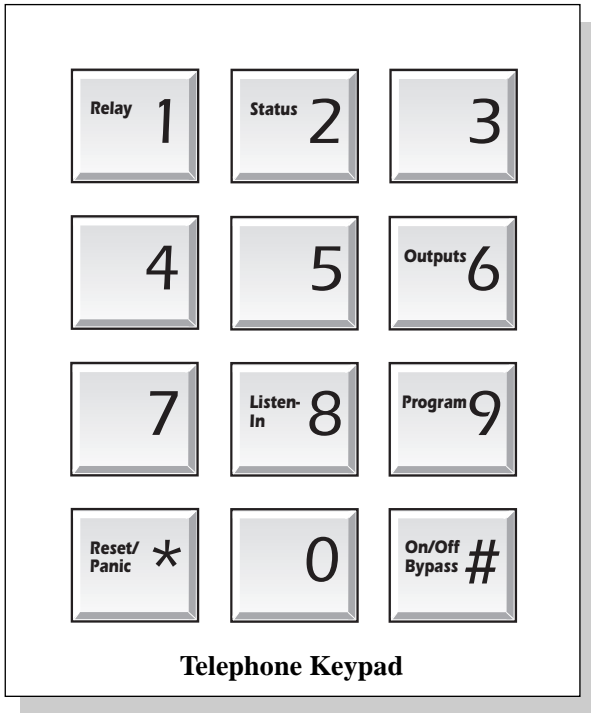 Relay 1
Status 2
3
4
5
Outputs 6
7
Listen-
In 8
Program 9
Reset/
Panic *
0
On/Off
Bypass #
Telephone Keypad